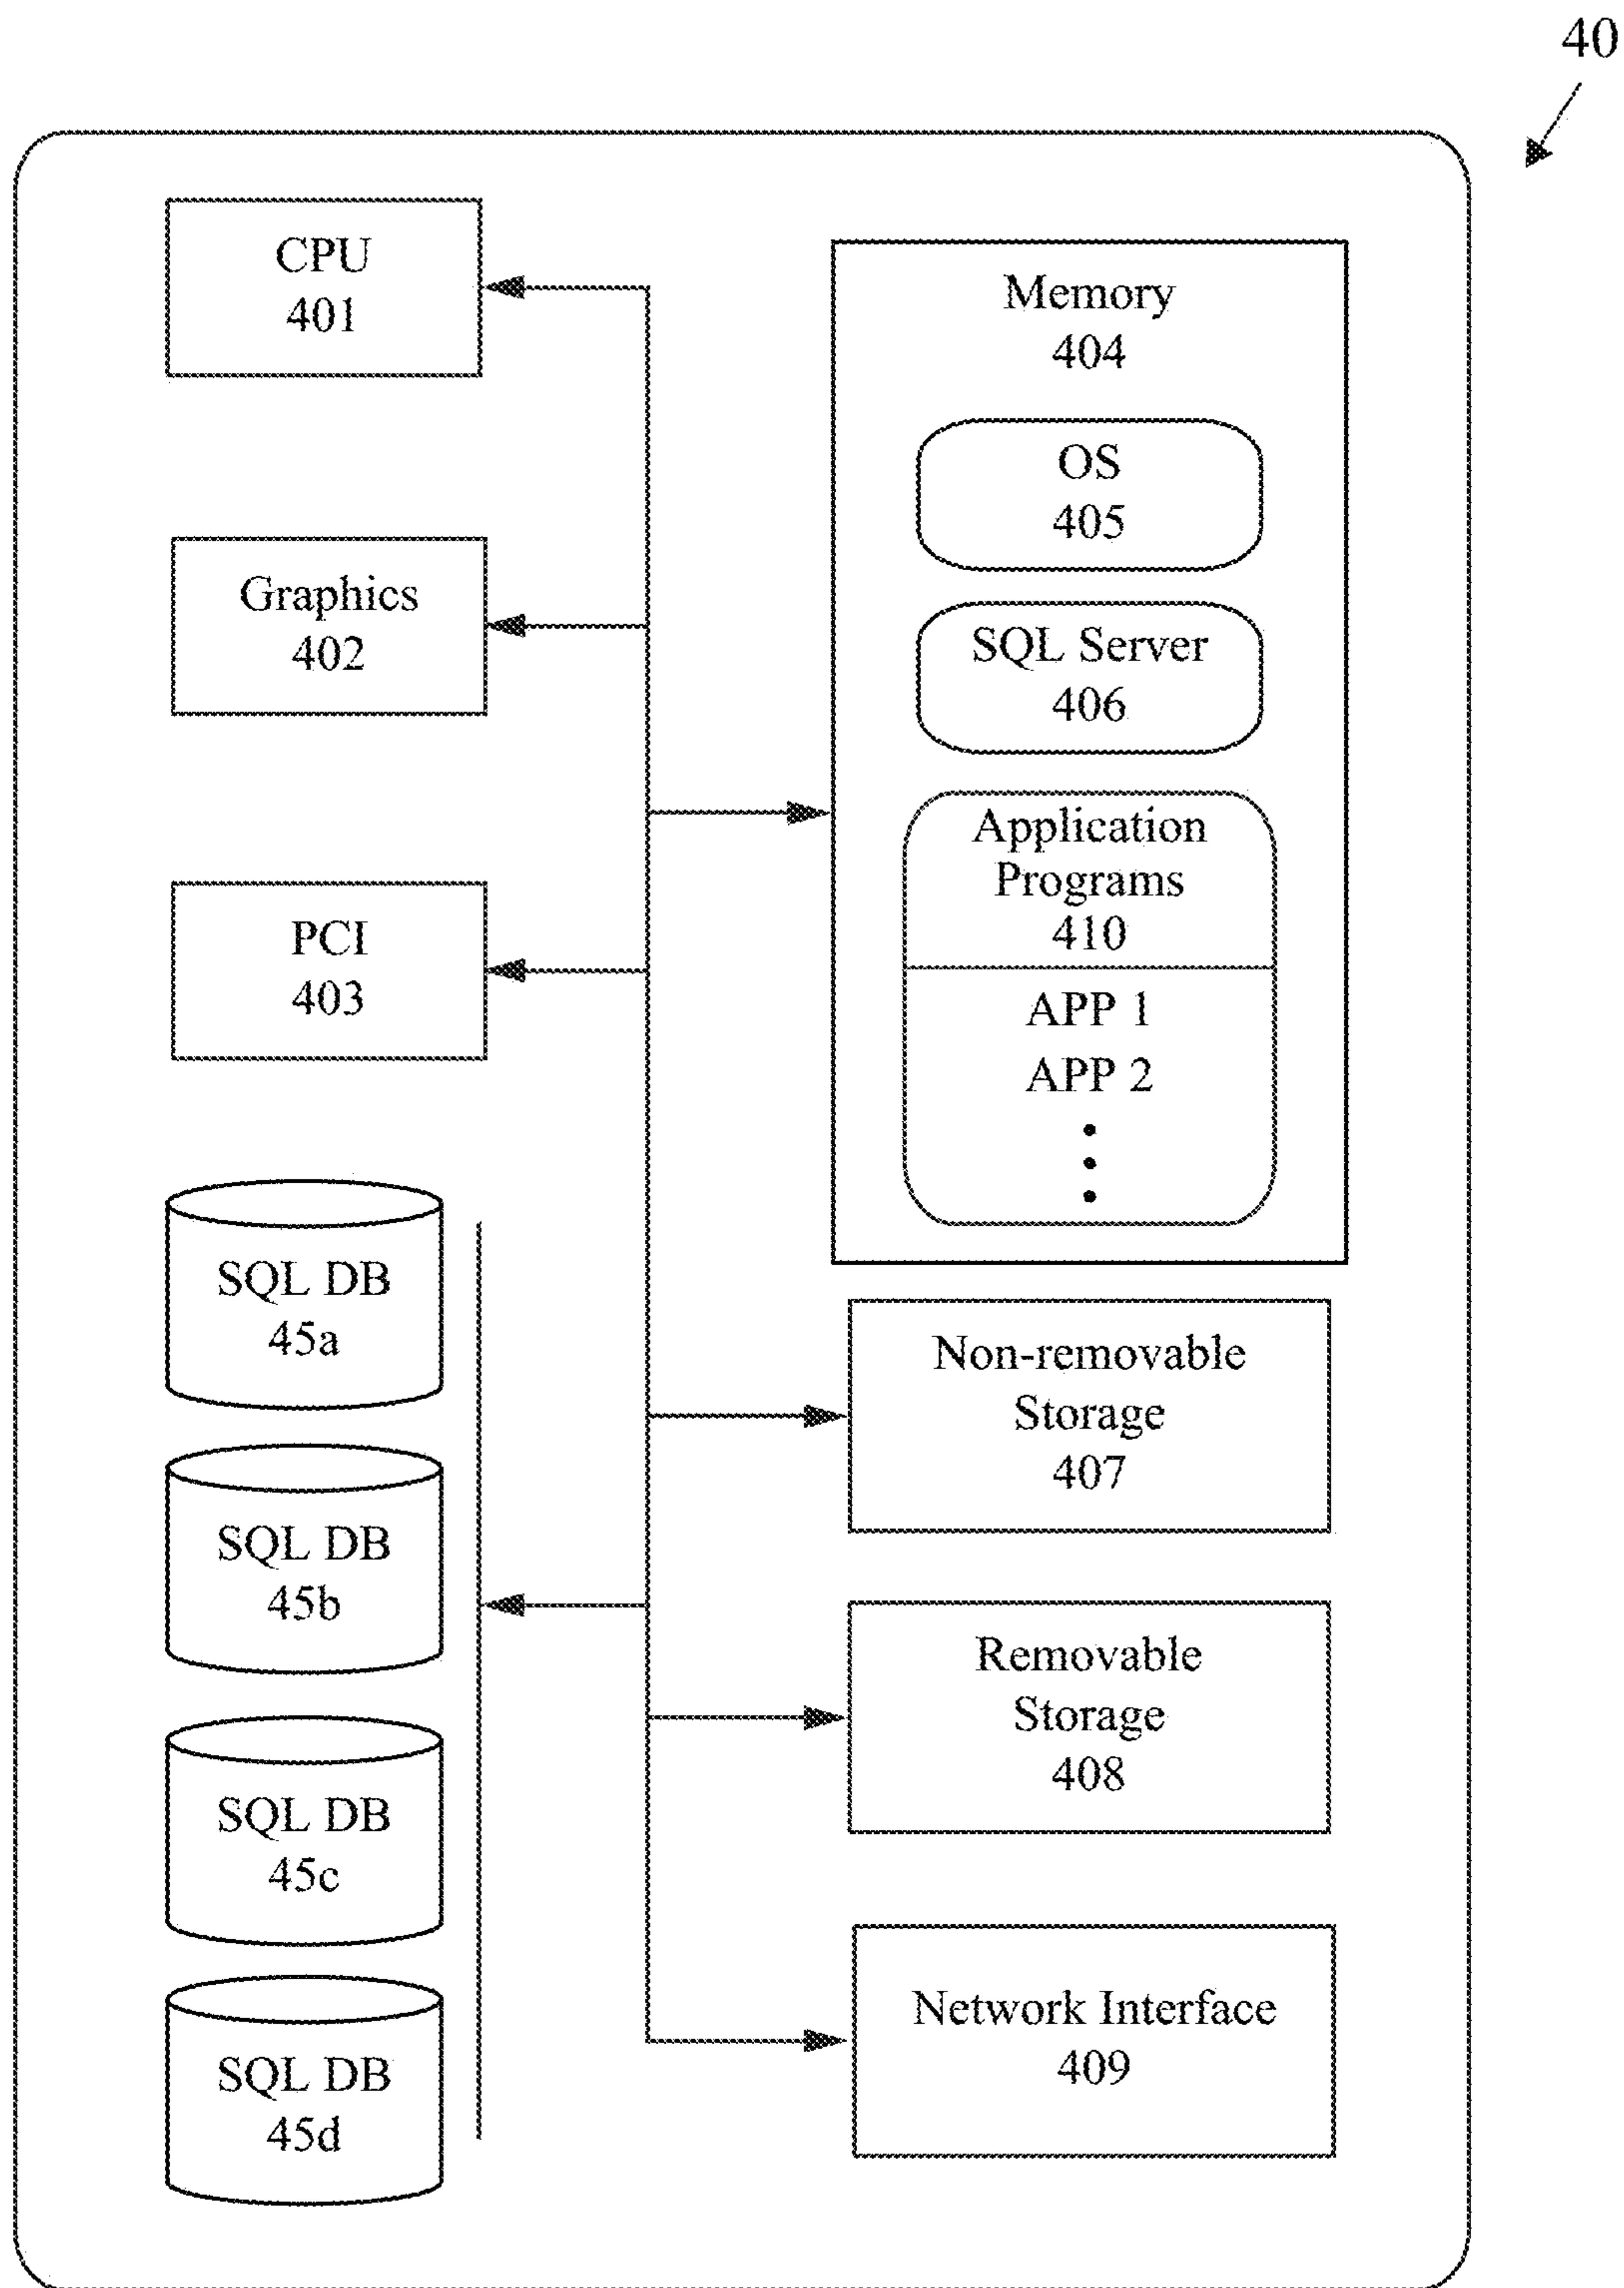 40
CPU
401
Graphics
402
PCI
403
SQL DB
45a
SQL DB
45b
SQL DB
45c
SQL DB
45d
Memory
404
OS
405
SQL Server
406
Application
Programs
410
APP 1
APP 2
Non-removable
Storage
407
Removable
Storage
408
Network Interface
409